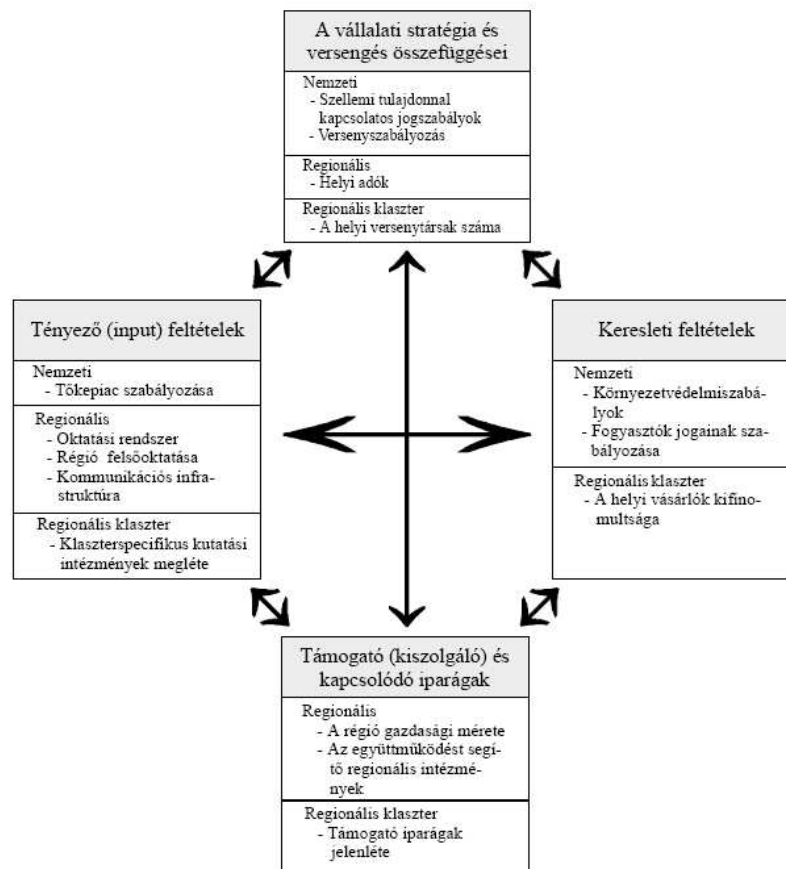 A vállalati stratégia és
versengés összefüggései
Nemzeti
- Szellemi tulajdonnal
kapcsolatos jogszabályok
- Versenyszabályozás
Regionális
- Helyi adók
Regionális klaszter
- A helyi versenytársak száma
Tényező (input) feltételek
Nemzeti
- Tőkepiac szabályozása
Regionális
- Oktatási rendszer
- Régió felsőoktatása
- Kommunikációs infra-
struktúra
Regionális klaszter
- Klaszterspecifikus kutatási
intézmények megléte
Keresleti feltételek
Nemzeti
- Környezetvédelmiszabá-
lyok
- Fogyasztók jogainak sza-
bályozása
Regionális klaszter
- A helyi vásárlók kifino-
multsága
Támogató (kiszolgáló) és
kapcsolódó iparágak
Regionális
- A régió gazdasági mérete
- Az együttműködést segí-
tő regionális intézmé-
nyek
Regionális klaszter
- Támogató iparágak
jelenléte